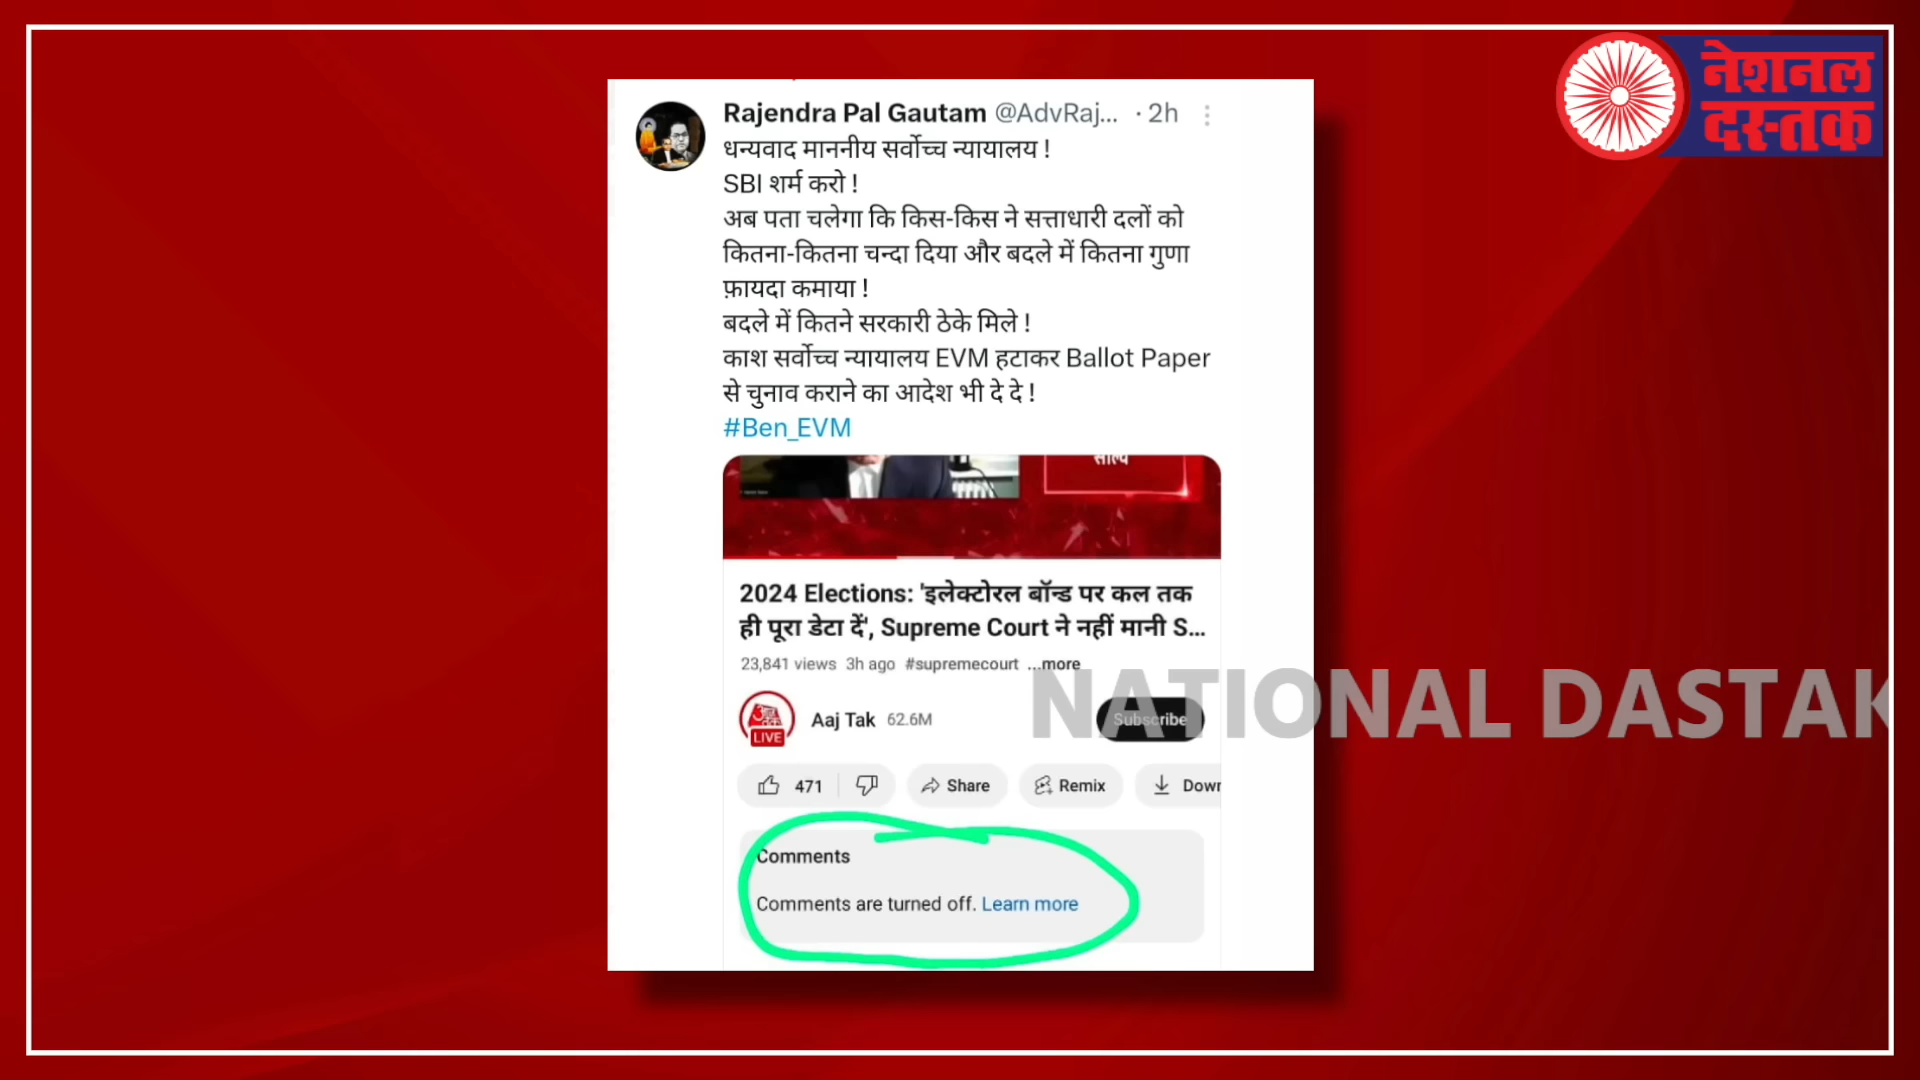 नेशनल
दस्तक
Rajendra Pal Gautam @AdvRaj... · 2h
धन्यवाद माननीय सर्वोच्च न्यायालय !
SBI शर्म करो !
अब पता चलेगा कि किस-किस ने सत्ताधारी दलों को
कितना-कितना चन्दा दिया और बदले में कितना गुणा
फ़ायदा कमाया !
बदले में कितने सरकारी ठेके मिले !
काश सर्वोच्च न्यायालय EVM हटाकर Ballot Paper
से चुनाव कराने का आदेश भी दे दे !
#Ben_EVM
2024 Elections: 'इलेक्टोरल बॉन्ड पर कल तक
ही पूरा डेटा दें', Supreme Court ने नहीं मानी S...
23,841 views 3h ago #supremecourt ...more
NATIONAL DASTAK
आज तक
LIVE
Aaj Tak 62.6M
Subscribe
471 Share Remix Down
Comments
Comments are turned off. Learn more